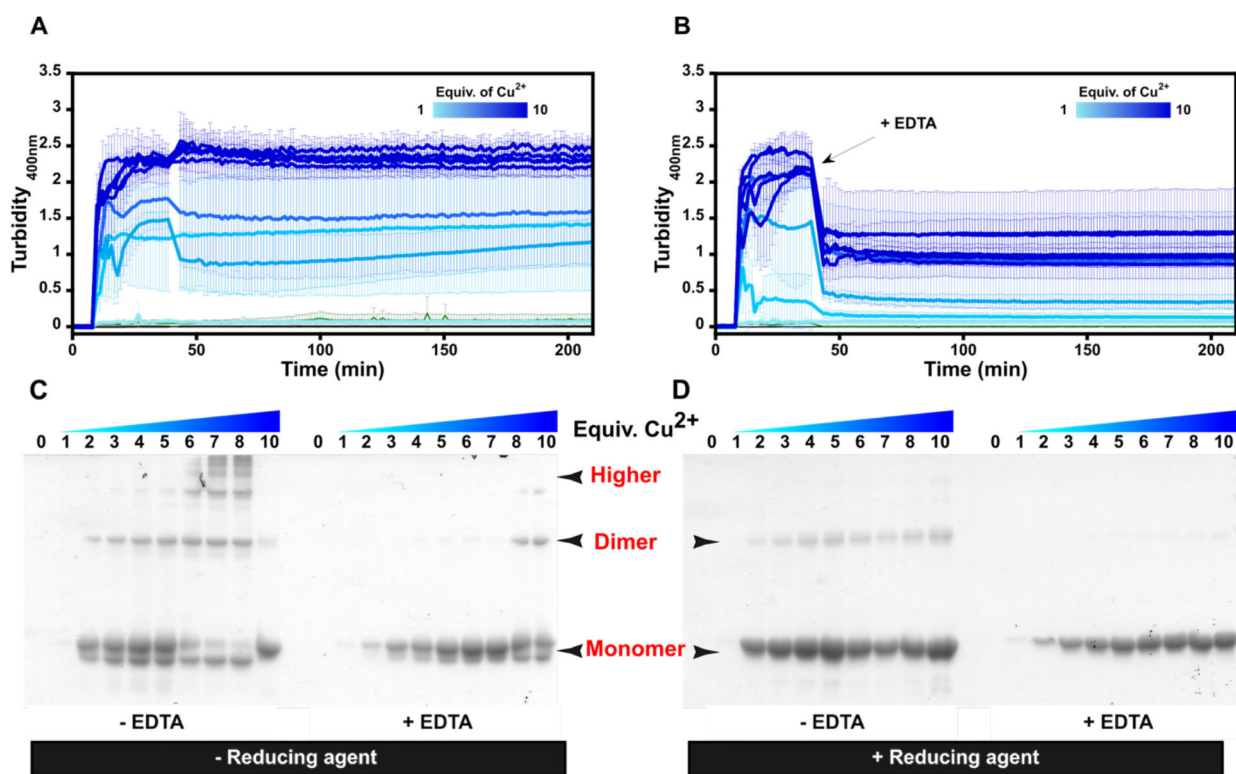 A
3.5
3
2.5
2
1.5
1
0.5
0
Turbidity 400nm
Equiv. of Cu2+
1 10
0 50 100 150 200
Time (min)
B
3.5
3
2.5
2
1.5
1
0.5
0
Turbidity 400nm
Equiv. of Cu2+
1 10
+ EDTA
0 50 100 150 200
Time (min)
C
0 1 2 3 4 5 6 7 8 10
0 1 2 3 4 5 6 7 8 10
Equiv. Cu2+
Higher
Dimer
Monomer
- EDTA
+ EDTA
- Reducing agent
D
0 1 2 3 4 5 6 7 8 10
0 1 2 3 4 5 6 7 8 10
- EDTA
+ EDTA
+ Reducing agent